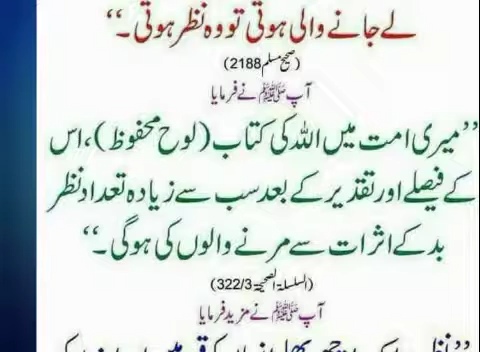 لے جانے والی ہوتی تو وہ نظر ہوتی۔“
(صحیح مسلم 2188)
آپ ﷺ نے فرمایا
”میری امت میں اللہ کی کتاب (لوح محفوظ)، اس
کے فیصلے اور تقدیر کے بعد سب سے زیادہ تعداد نظر
بد کے اثرات سے مرنے والوں کی ہوگی۔“
(السلسلۃ الصحیحۃ 322/3)
آپ ﷺ نے مزید فرمایا